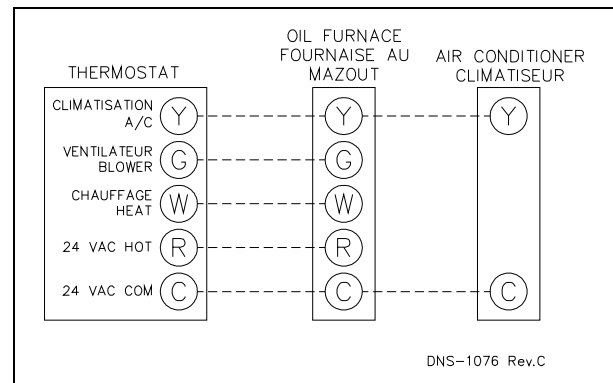 OIL FURNACE
FOURNAISE AU
MAZOUT
AIR CONDITIONER
CLIMATISEUR
THERMOSTAT
CLIMATISATION
A/C
Y
Y
Y
VENTILATEUR
BLOWER
G
G
CHAUFFAGE
HEAT
W
W
24 VAC HOT
R
R
24 VAC COM
C
C
C
DNS-1076 Rev.C